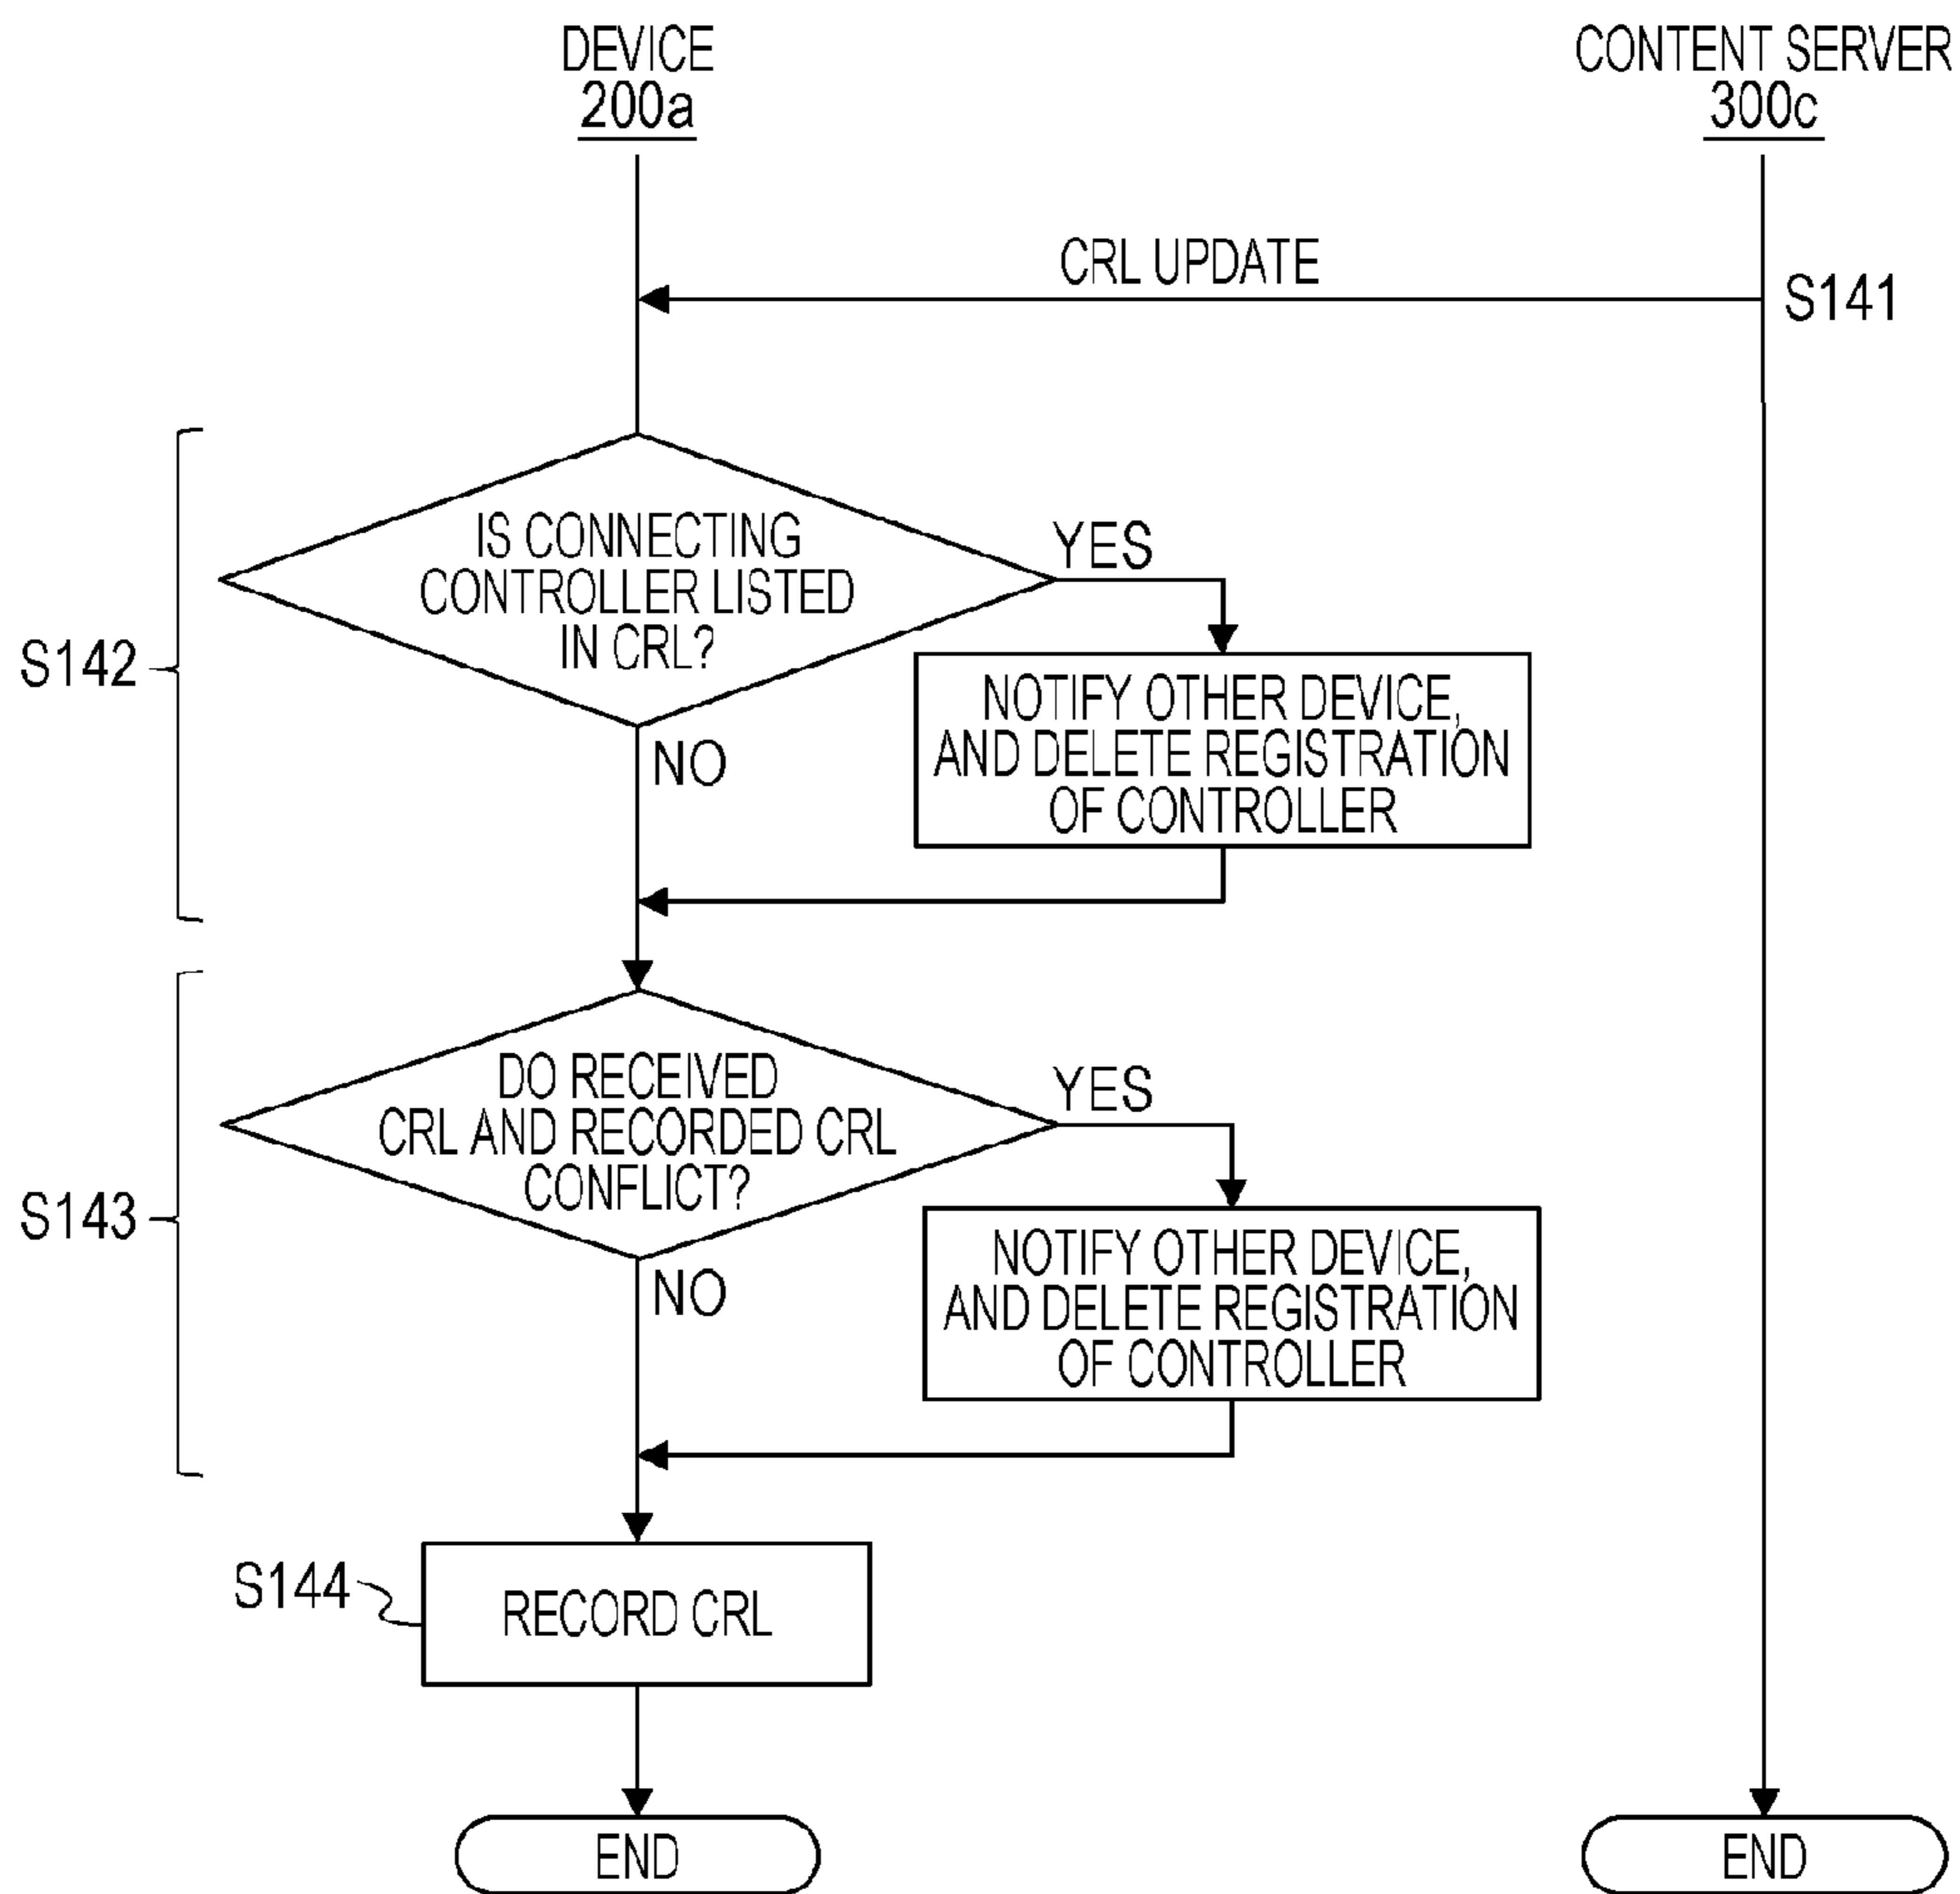 DEVICE
200a
CONTENT SERVER
300c
CRL UPDATE
S141
IS CONNECTING
CONTROLLER LISTED
IN CRL?
YES
S142
NOTIFY OTHER DEVICE,
AND DELETE REGISTRATION
OF CONTROLLER
NO
DO RECEIVED
CRL AND RECORDED CRL
CONFLICT?
YES
S143
NOTIFY OTHER DEVICE,
AND DELETE REGISTRATION
OF CONTROLLER
NO
S144
RECORD CRL
END
END